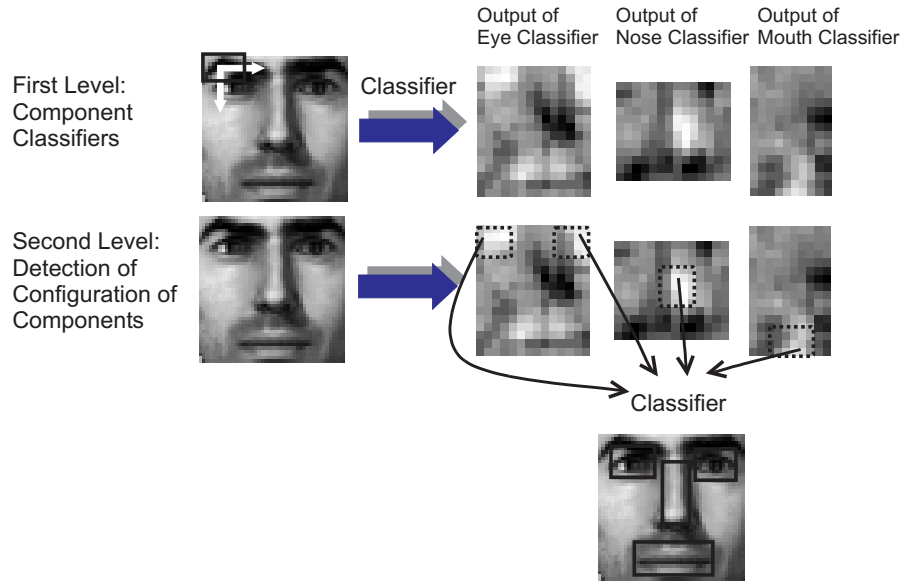 Output of
Eye Classifier
Output of
Nose Classifier
Output of
Mouth Classifier
First Level:
Component
Classifiers
Classifier
Second Level:
Detection of
Configuration of
Components
Classifier